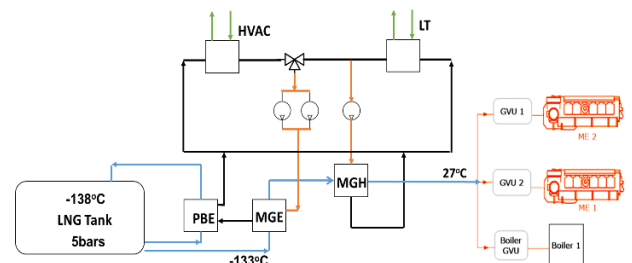 HVAC
LT
-138°C
LNG Tank
5bars
PBE
MGE
MGH
-133°C
27°C
GVU 1
ME 2
GVU 2
ME 1
Boiler
GVU
Boiler 1